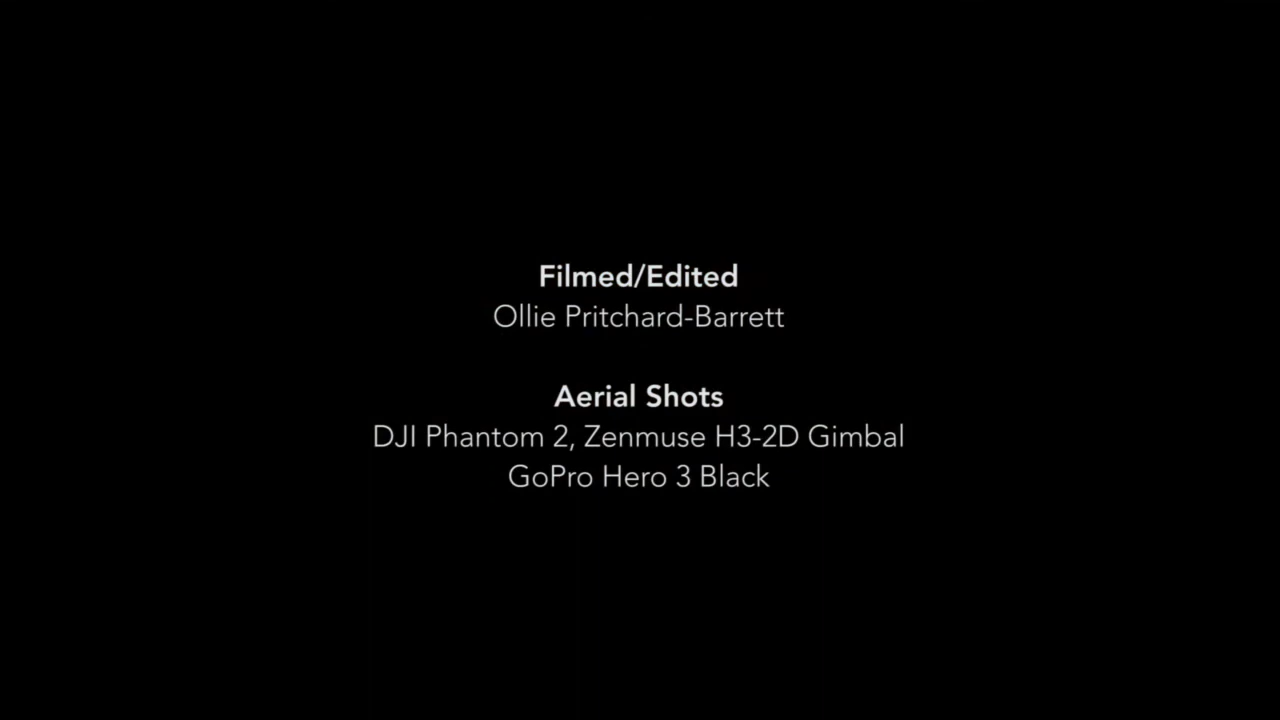 Filmed/Edited
Ollie Pritchard-Barrett
Aerial Shots
DJI Phantom 2, Zenmuse H3-2D Gimbal
GoPro Hero 3 Black